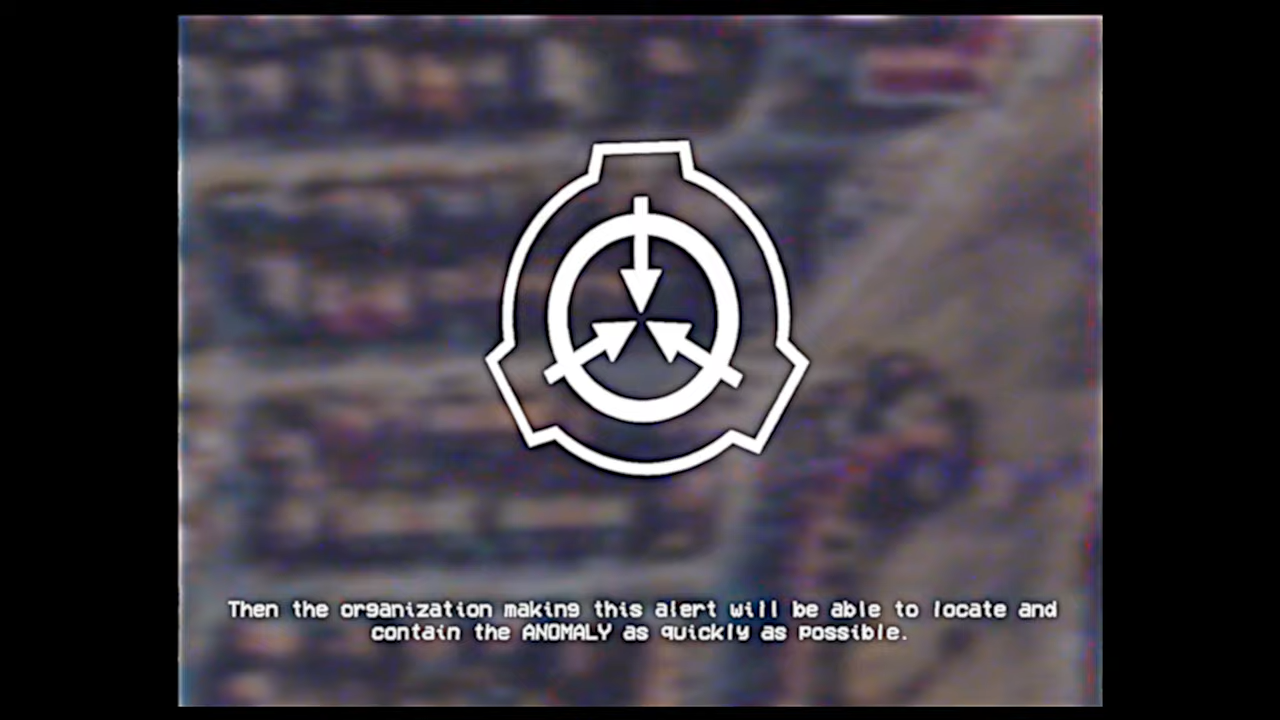 Then the organization making this alert will be able to locate and
contain the ANOMALY as quickly as possible.